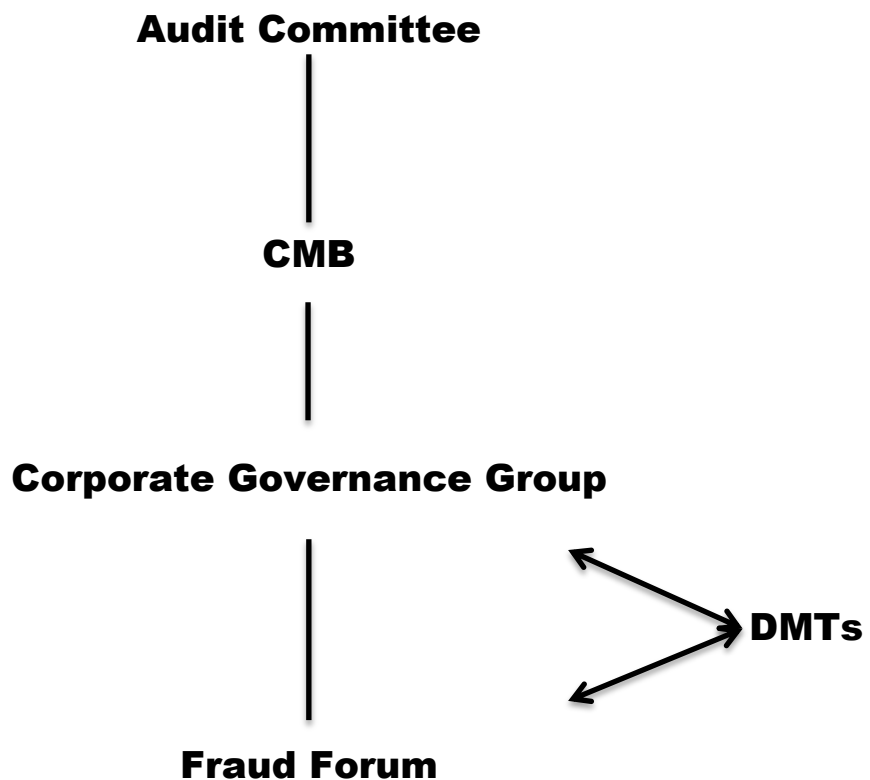 Audit Committee
CMB
Corporate Governance Group
DMTs
Fraud Forum